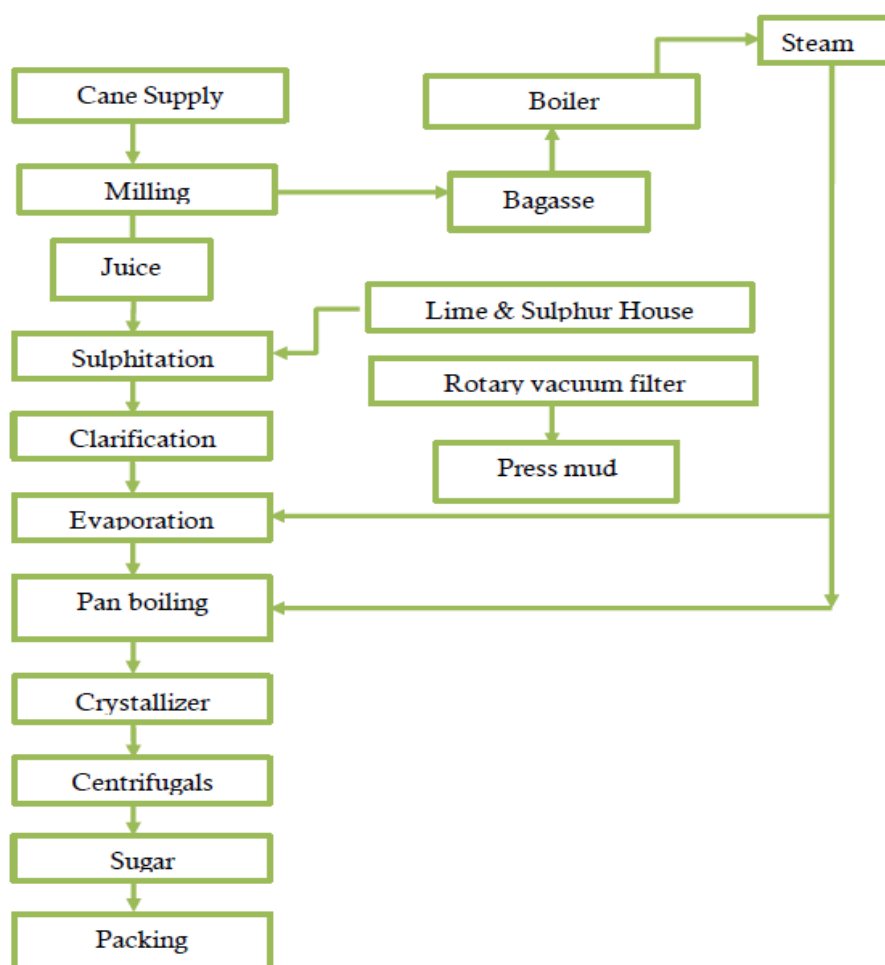 Steam
Cane Supply
Boiler
Milling
Bagasse
Juice
Lime & Sulphur House
Sulphitation
Rotary vacuum filter
Clarification
Press mud
Evaporation
Pan boiling
Crystallizer
Centrifugals
Sugar
Packing